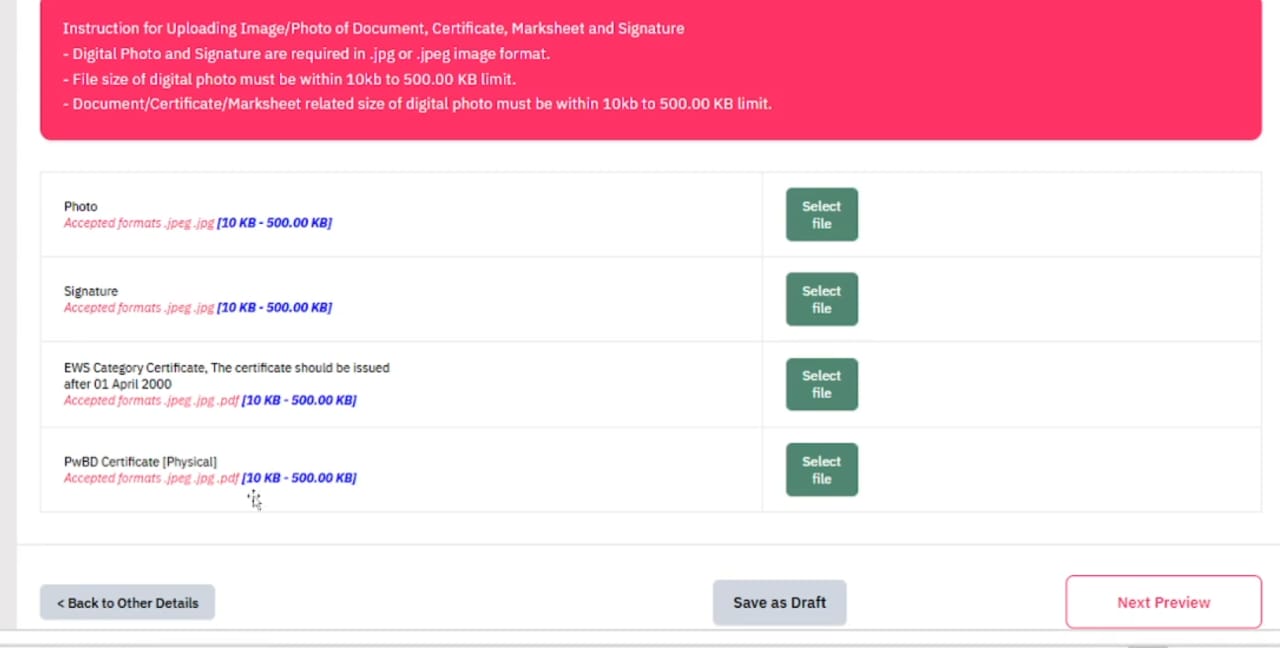 Instruction for Uploading Image/Photo of Document, Certificate, Marksheet and Signature
- Digital Photo and Signature are required in .jpg or .jpeg image format.
- File size of digital photo must be within 10kb to 500.00 KB limit.
- Document/Certificate/Marksheet related size of digital photo must be within 10kb to 500.00 KB limit.
Photo
Accepted formats .jpeg .jpg [10 KB - 500.00 KB]
Select
file
Signature
Accepted formats .jpeg .jpg [10 KB - 500.00 KB]
Select
file
EWS Category Certificate, The certificate should be issued
after 01 April 2000
Accepted formats .jpeg .jpg .pdf [10 KB - 500.00 KB]
Select
file
PwBD Certificate [Physical]
Accepted formats .jpeg .jpg .pdf [10 KB - 500.00 KB]
Select
file
< Back to Other Details
Save as Draft
Next Preview